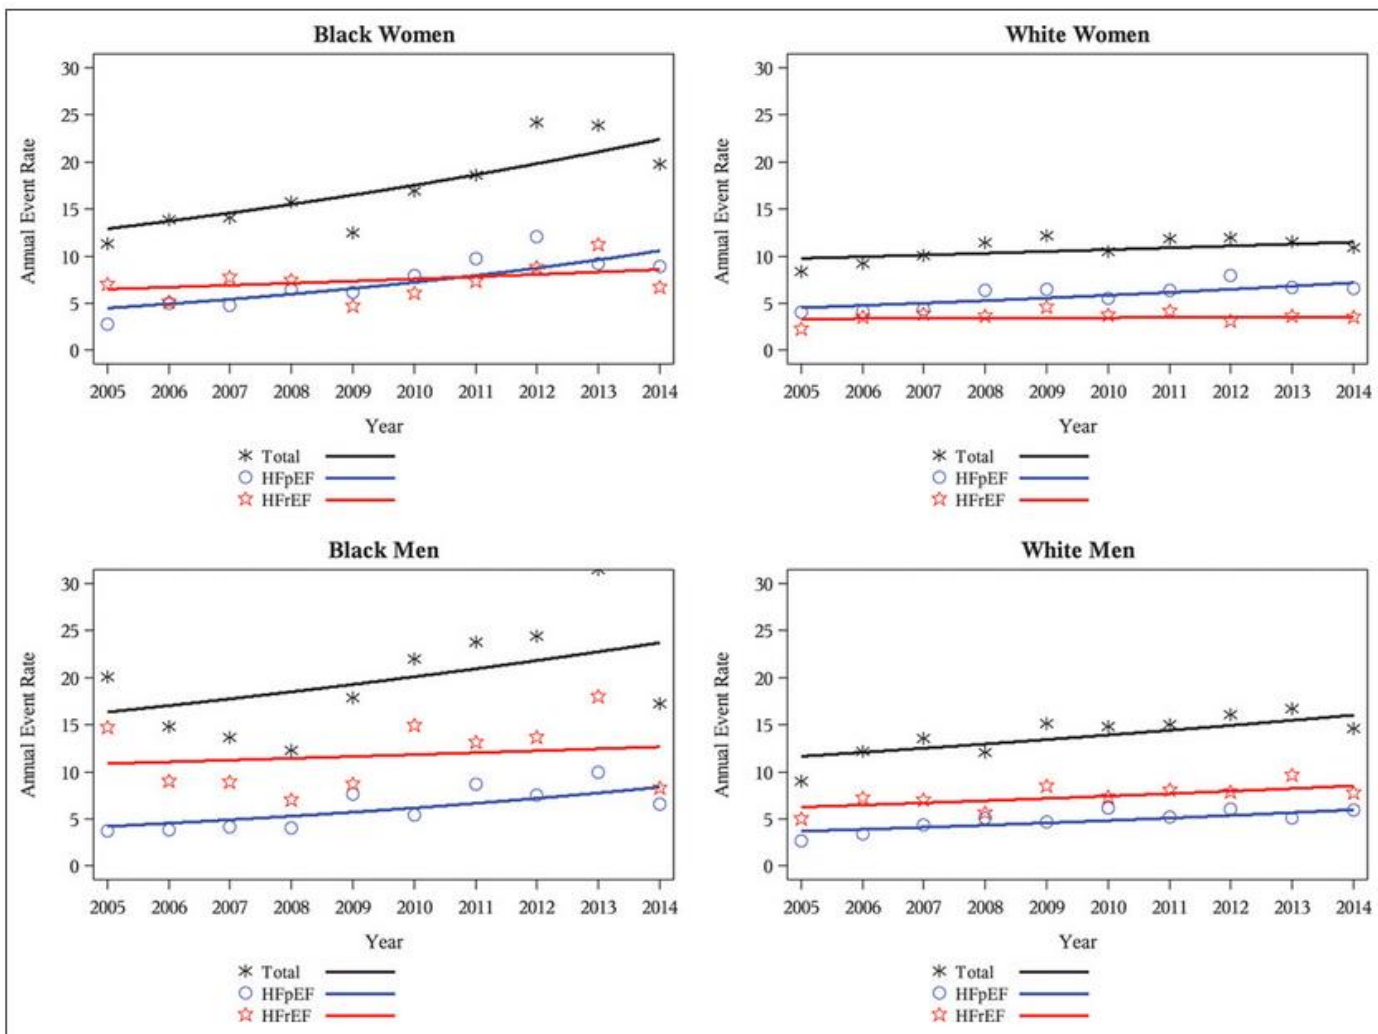 Black Women
30
25
20
15
10
5
0
Annual Event Rate
2005 2006 2007 2008 2009 2010 2011 2012 2013 2014
Year
Total
HFpEF
HFrEF
White Women
30
25
20
15
10
5
0
Annual Event Rate
2005 2006 2007 2008 2009 2010 2011 2012 2013 2014
Year
Total
HFpEF
HFrEF
Black Men
30
25
20
15
10
5
0
Annual Event Rate
2005 2006 2007 2008 2009 2010 2011 2012 2013 2014
Year
Total
HFpEF
HFrEF
White Men
30
25
20
15
10
5
0
Annual Event Rate
2005 2006 2007 2008 2009 2010 2011 2012 2013 2014
Year
Total
HFpEF
HFrEF